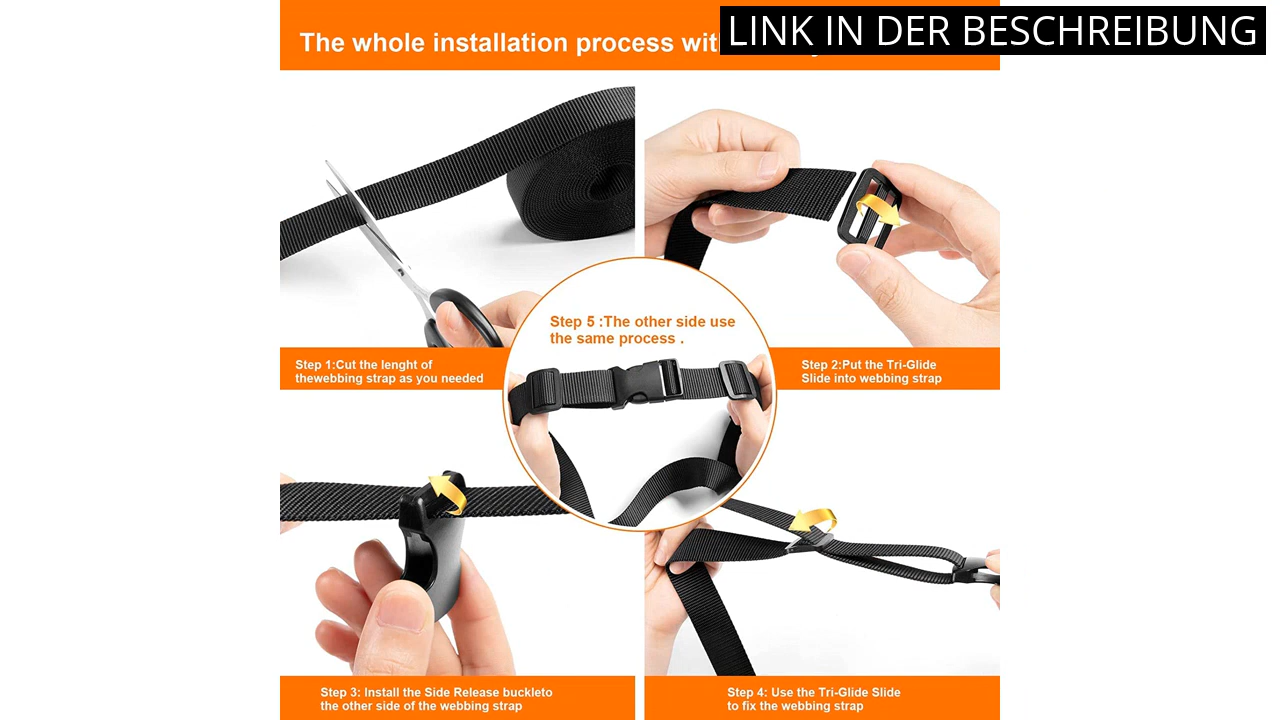 The whole installation process
LINK IN DER BESCHREIBUNG
Step 1:Cut the lenght of
thewebbing strap as you needed
Step 2:Put the Tri-Glide
Slide into webbing strap
Step 5 :The other side use
the same process .
Step 3: Install the Side Release buckleto
the other side of the webbing strap
Step 4: Use the Tri-Glide Slide
to fix the webbing strap